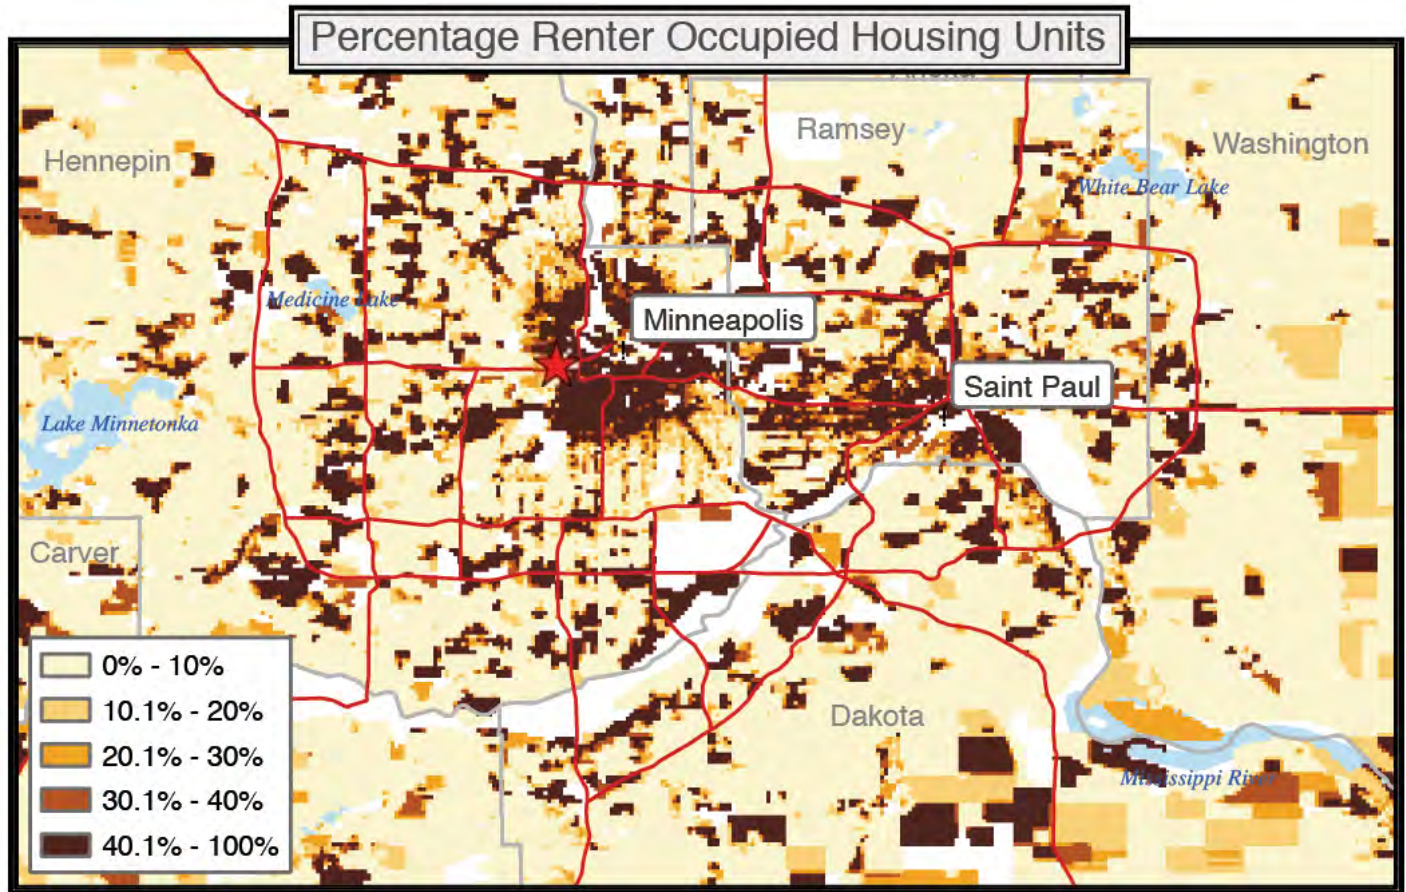 Percentage Renter Occupied Housing Units
Anoka
Ramsey
Washington
Hennepin
White Bear Lake
Medicine Lake
Minneapolis
Saint Paul
Lake Minnetonka
Carver
0% - 10%
10.1% - 20%
20.1% - 30%
30.1% - 40%
40.1% - 100%
Dakota
Mississippi River